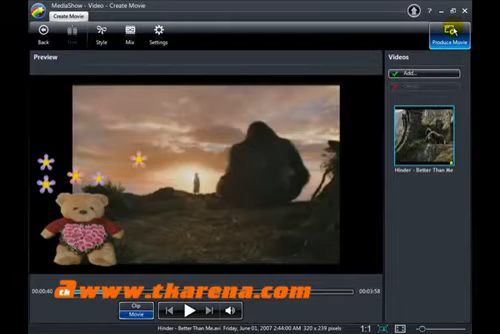 MediaShow - Video - Create Movie
Create Movie
Back
Style
Mix
Settings
Produce Movie
Preview
Videos
Add...
Hinder - Better Than Me
00:00:40
00:03:58
www.tkarena.com
Clip
Movie
Hinder - Better Than Me.avi Friday, June 01, 2007 2:44:00 AM 320 x 239 pixels
1:1